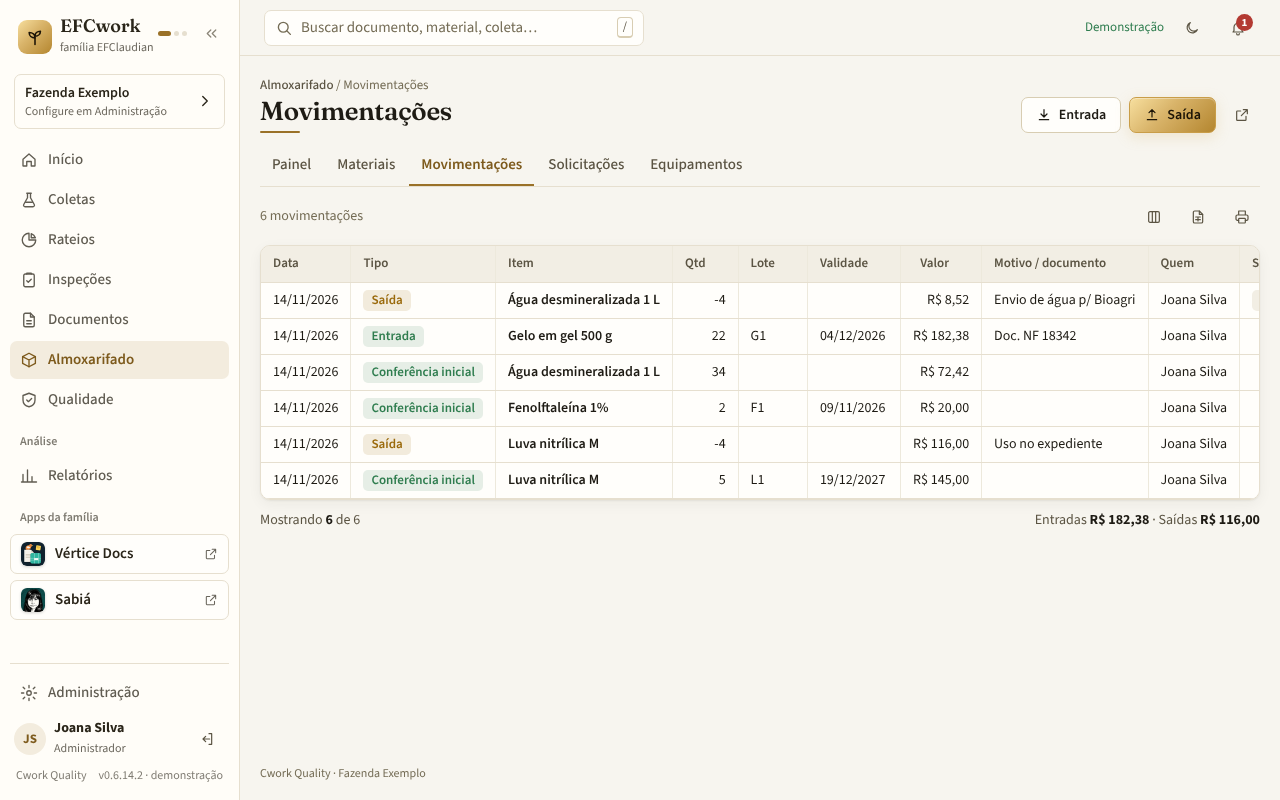 EFCwork
família EFClaudian
Fazenda Exemplo
Configure em Administração
Início
Coletas
Rateios
Inspeções
Documentos
Almoxarifado
Qualidade
Análise
Relatórios
Apps da família
Vértice Docs
Sabiá
Administração
JS
Joana Silva
Administrador
Cwork Quality v0.6.14.2 · demonstração
Buscar documento, material, coleta… /
Demonstração 1
Almoxarifado / Movimentações
Movimentações
Entrada Saída
Painel Materiais Movimentações Solicitações Equipamentos
6 movimentações
Data Tipo Item Qtd Lote Validade Valor Motivo / documento Quem S
14/11/2026 Saída Água desmineralizada 1 L -4 R$ 8,52 Envio de água p/ Bioagri Joana Silva
14/11/2026 Entrada Gelo em gel 500 g 22 G1 04/12/2026 R$ 182,38 Doc. NF 18342 Joana Silva
14/11/2026 Conferência inicial Água desmineralizada 1 L 34 R$ 72,42 Joana Silva
14/11/2026 Conferência inicial Fenolftaleína 1% 2 F1 09/11/2026 R$ 20,00 Joana Silva
14/11/2026 Saída Luva nitrílica M -4 R$ 116,00 Uso no expediente Joana Silva
14/11/2026 Conferência inicial Luva nitrílica M 5 L1 19/12/2027 R$ 145,00 Joana Silva
Mostrando 6 de 6 Entradas R$ 182,38 · Saídas R$ 116,00
Cwork Quality · Fazenda Exemplo